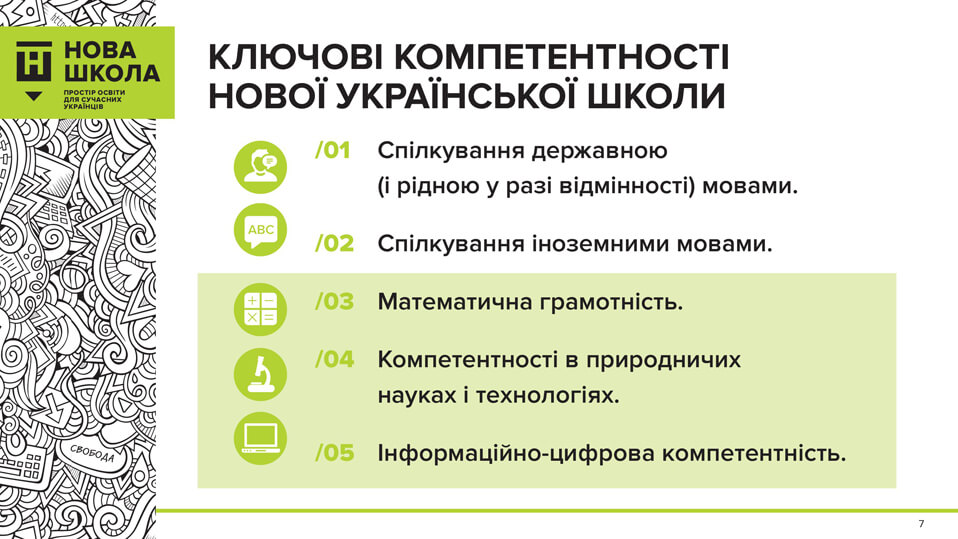 НОВА
ШКОЛА
ПРОСТІР ОСВІТИ
ДЛЯ СУЧАСНИХ
УКРАЇНЦІВ
КЛЮЧОВІ КОМПЕТЕНТНОСТІ
НОВОЇ УКРАЇНСЬКОЇ ШКОЛИ
/01 Спілкування державною
(і рідною у разі відмінності) мовами.
ABC
/02 Спілкування іноземними мовами.
/03 Математична грамотність.
/04 Компетентності в природничих
науках і технологіях.
/05 Інформаційно-цифрова компетентність.
СВОБОДА
7